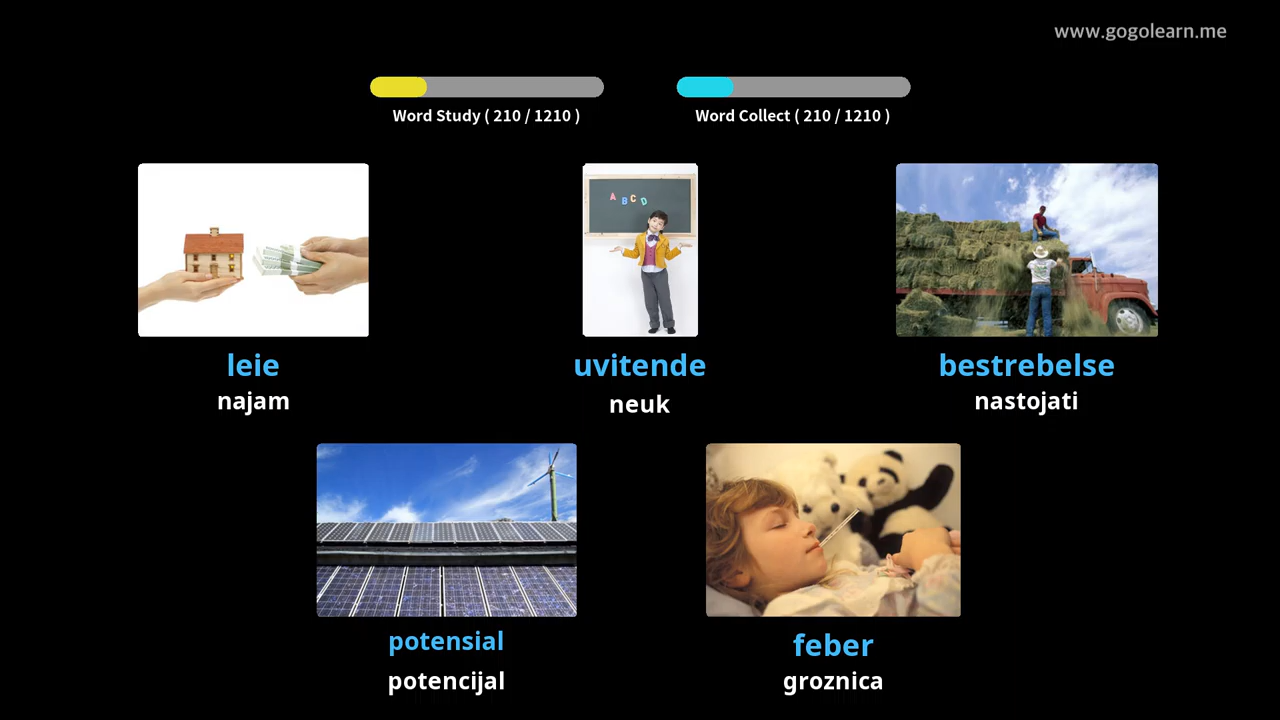 www.gogolearn.me
Word Study ( 210 / 1210 )
Word Collect ( 210 / 1210 )
A B C D
leie
najam
uvitende
neuk
bestrebelse
nastojati
potensial
potencijal
feber
groznica